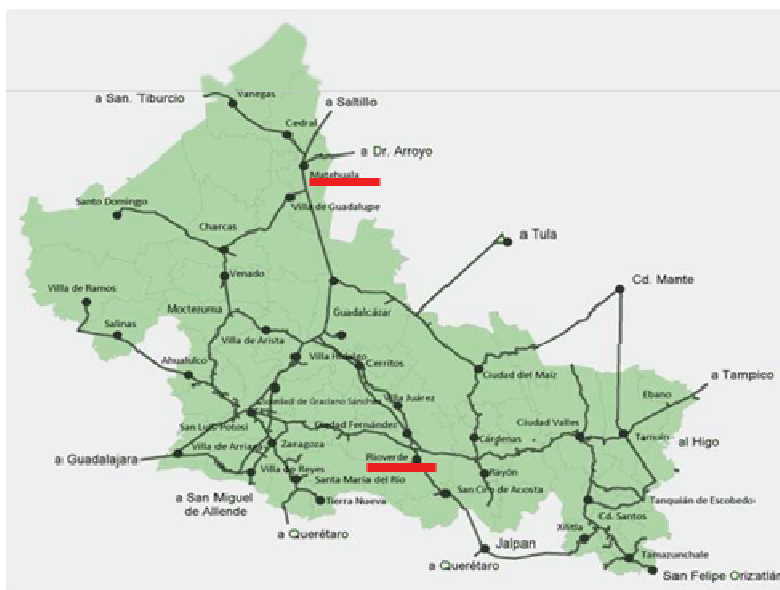 Vanegas
a San. Tiburcio
a Saltillo
Cedral
a Dr. Arroyo
Matehuala
Santo Domingo
Villa de Guadalupe
Charcas
a Tula
Venado
Cd. Mante
Villa de Ramos
Moctezuma
Guadalcázar
Salinas
Villa de Arista
Villa Hidalgo
Ahualulco
Cerritos
Ciudad del Maíz
a Tampico
Ebano
Villa Juárez
Soledad de Graciano Sanchez
San Luis Potosí
Ciudad Fernández
Ciudad Valles
Tamuín
al Higo
Villa de Arriaga
Zaragoza
Cárdenas
a Guadalajara
Rioverde
Villa de Reyes
Rayón
Santa María del Río
San Ciro de Acosta
a San Miguel
de Allende
Tierra Nueva
Tanquián de Escobedo
Cd. Santos
a Querétaro
Xilitla
Jalpan
Tamazunchale
a Querétaro
San Felipe Orizatlán